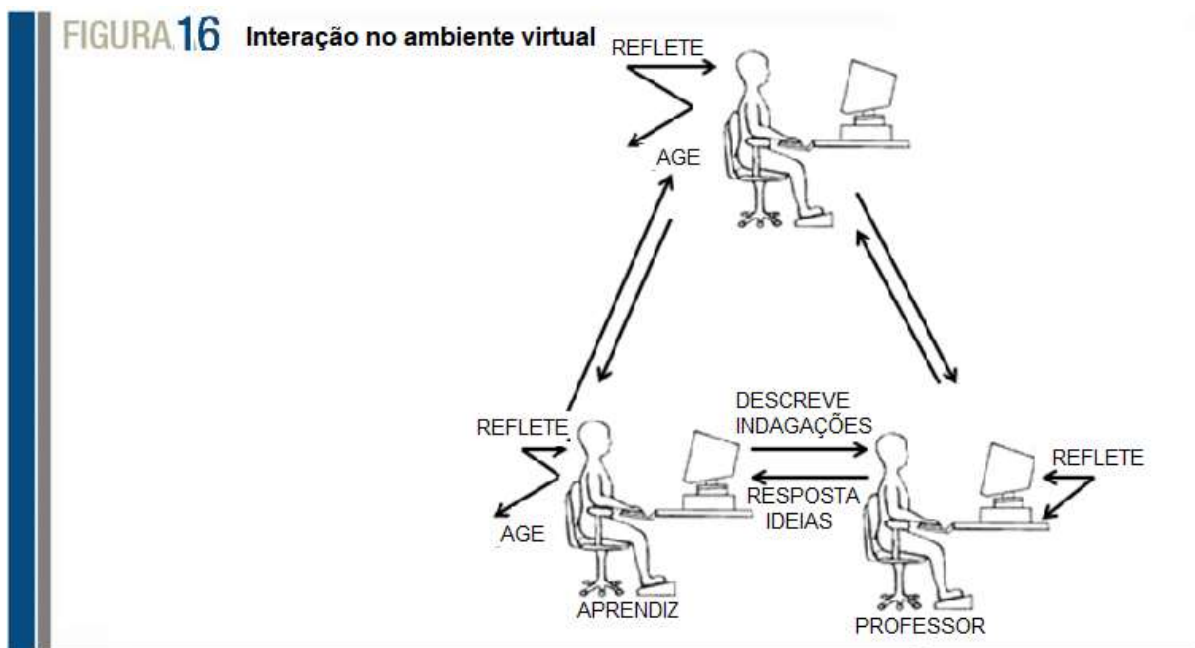 FIGURA 16 Interação no ambiente virtual
REFLETE
AGE
REFLETE
AGE
DESCREVE
INDAGAÇÕES
RESPOSTA
IDEIAS
REFLETE
APRENDIZ
PROFESSOR